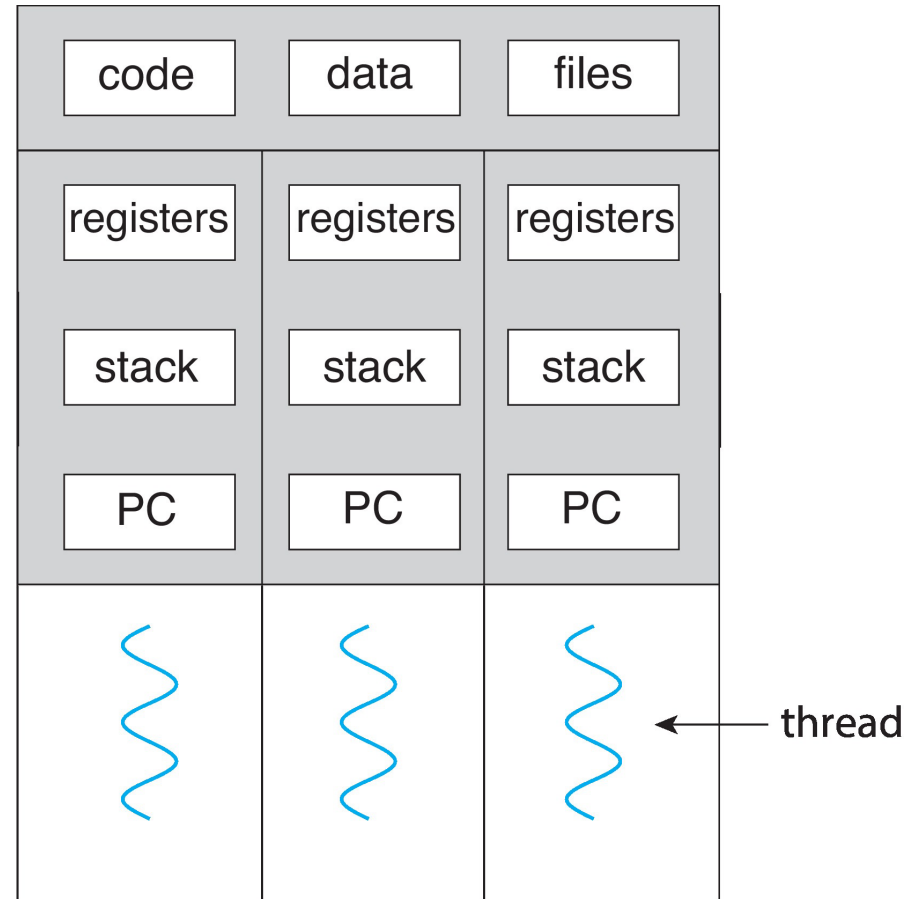 code data files
registers registers registers
stack stack stack
PC PC PC
thread